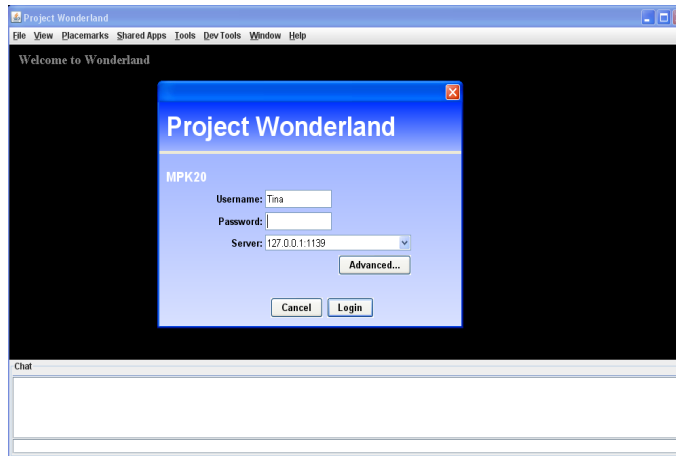 Project Wonderland
File View Placemarks Shared Apps Tools Dev Tools Window Help
Welcome to Wonderland
Project Wonderland
MPK20
Username: Tina
Password:
Server: 127.0.0.1:1139
Advanced...
Cancel Login
Chat